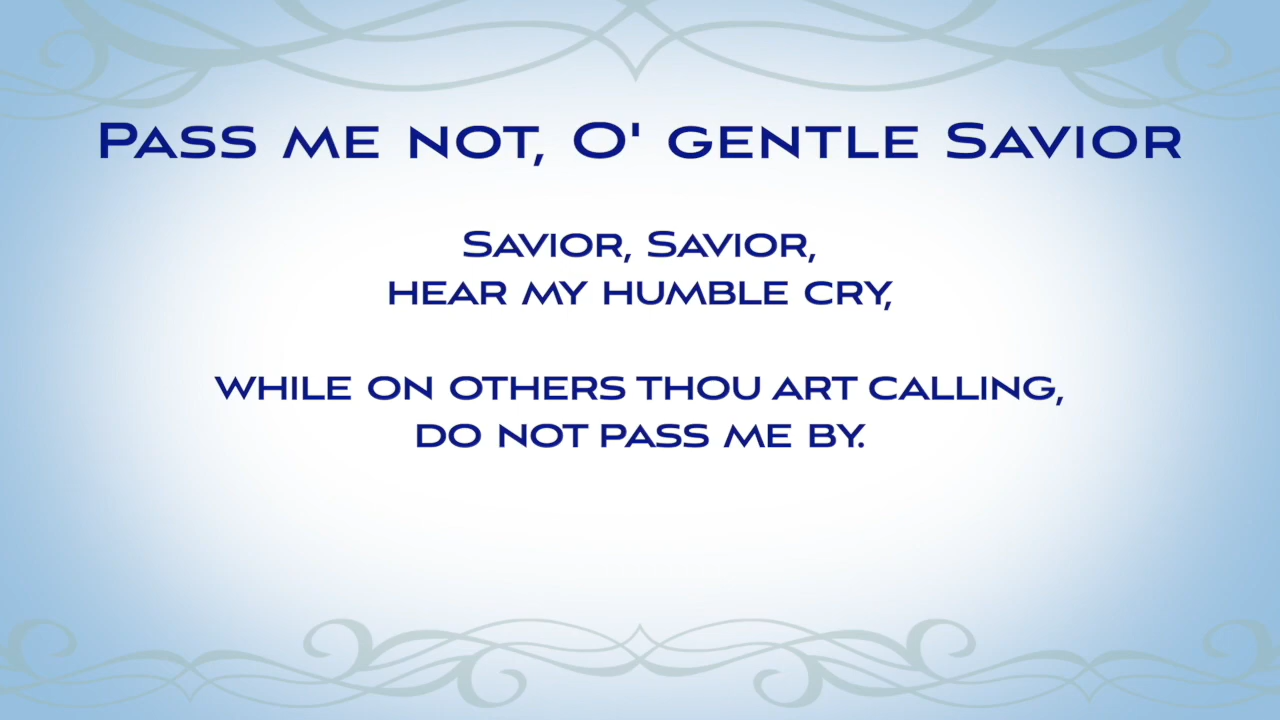 Pass me not, O' gentle Savior
Savior, Savior,
hear my humble cry,
while on others Thou art calling,
do not pass me by.